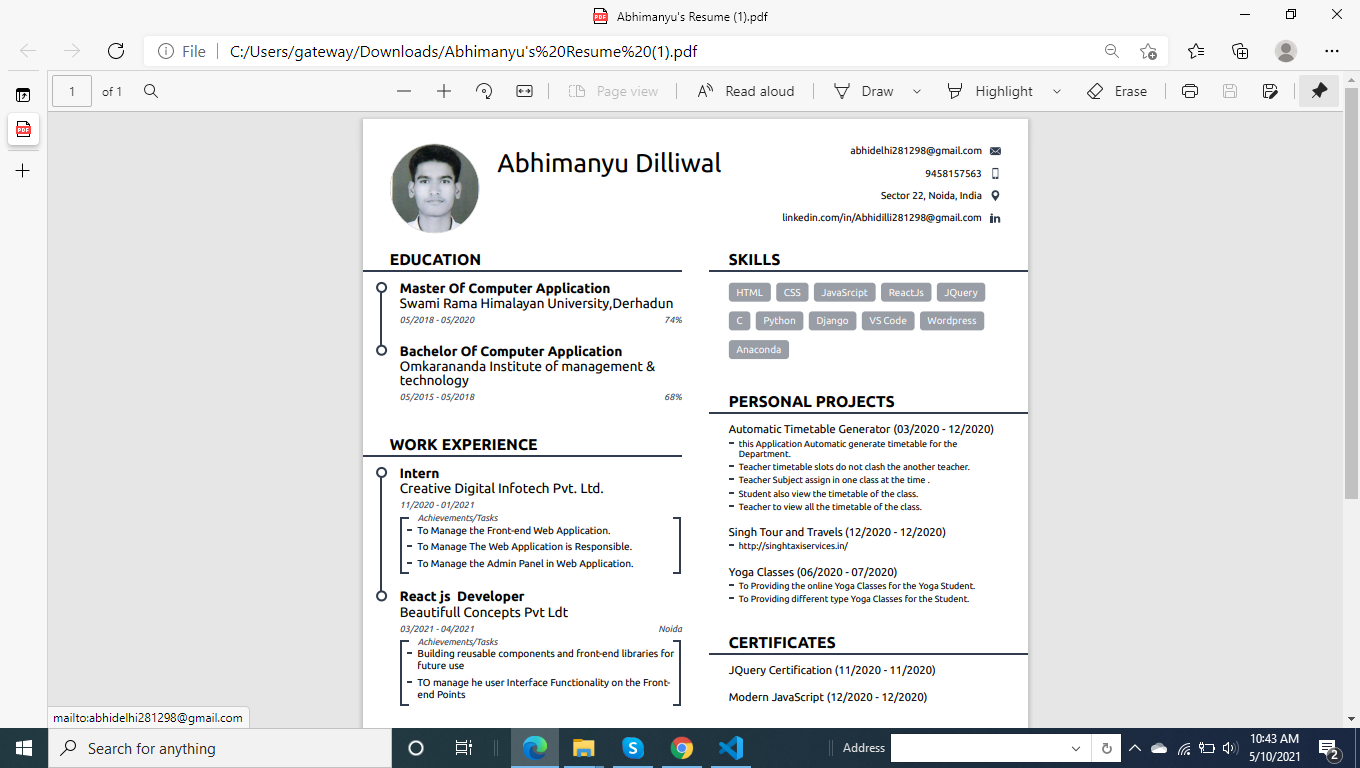 Abhimanyu's Resume (1).pdf
File
C:/Users/gateway/Downloads/Abhimanyu's%20Resume%20(1).pdf
1 of 1
Page view
Read aloud
Draw
Highlight
Erase
Abhimanyu Dilliwal
abhidelhi281298@gmail.com
9458157563
Sector 22, Noida, India
linkedin.com/in/Abhidilli281298@gmail.com
EDUCATION
Master Of Computer Application
Swami Rama Himalayan University,Derhadun
05/2018 - 05/2020 74%
Bachelor Of Computer Application
Omkarananda Institute of management &
technology
05/2015 - 05/2018 68%
WORK EXPERIENCE
Intern
Creative Digital Infotech Pvt. Ltd.
11/2020 - 01/2021
Achievements/Tasks
- To Manage the Front-end Web Application.
- To Manage The Web Application is Responsible.
- To Manage the Admin Panel in Web Application.
React js Developer
Beautifull Concepts Pvt Ldt
03/2021 - 04/2021 Noida
Achievements/Tasks
- Building reusable components and front-end libraries for
future use
- TO manage he user Interface Functionality on the Front-
end Points
SKILLS
HTML CSS JavaSrcipt ReactJs JQuery
C Python Django VS Code Wordpress
Anaconda
PERSONAL PROJECTS
Automatic Timetable Generator (03/2020 - 12/2020)
- this Application Automatic generate timetable for the
Department.
- Teacher timetable slots do not clash the another teacher.
- Teacher Subject assign in one class at the time .
- Student also view the timetable of the class.
- Teacher to view all the timetable of the class.
Singh Tour and Travels (12/2020 - 12/2020)
- http://singhtaxiservices.in/
Yoga Classes (06/2020 - 07/2020)
- To Providing the online Yoga Classes for the Yoga Student.
- To Providing different type Yoga Classes for the Student.
CERTIFICATES
JQuery Certification (11/2020 - 11/2020)
Modern JavaScript (12/2020 - 12/2020)
mailto:abhidelhi281298@gmail.com
Search for anything
Address
10:43 AM
5/10/2021
2